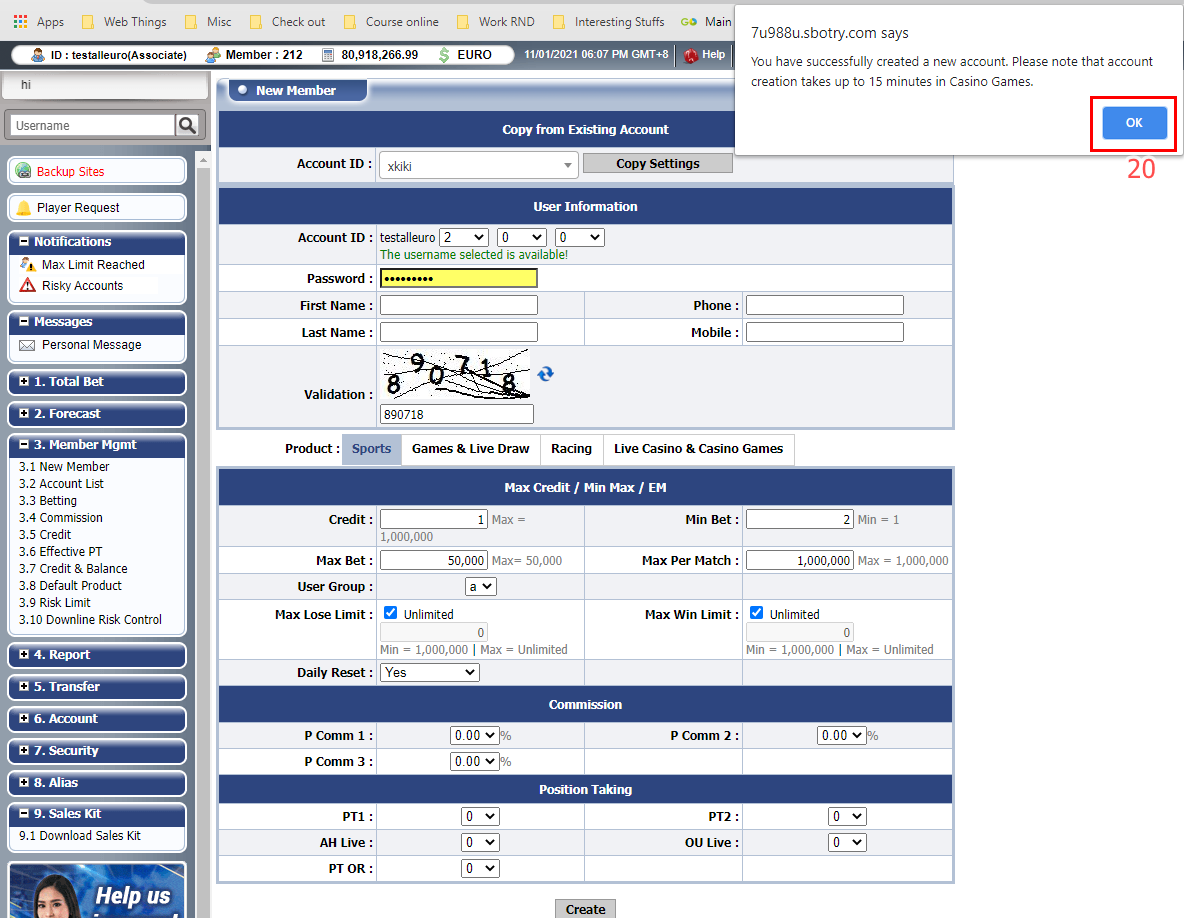 Apps Web Things Misc Check out Course online Work RND Interesting Stuffs GO Main
7u988u.sbotry.com says
You have successfully created a new account. Please note that account
creation takes up to 15 minutes in Casino Games.
OK
20
ID : testalleuro(Associate) Member : 212 80,918,266.99 $ EURO 11/01/2021 06:07 PM GMT+8 Help
hi
Username
Backup Sites
Player Request
Notifications
Max Limit Reached
Risky Accounts
Messages
Personal Message
1. Total Bet
2. Forecast
3. Member Mgmt
3.1 New Member
3.2 Account List
3.3 Betting
3.4 Commission
3.5 Credit
3.6 Effective PT
3.7 Credit & Balance
3.8 Default Product
3.9 Risk Limit
3.10 Downline Risk Control
4. Report
5. Transfer
6. Account
7. Security
8. Alias
9. Sales Kit
9.1 Download Sales Kit
Help us
New Member
Copy from Existing Account
Account ID : xkiki Copy Settings
User Information
Account ID : testalleuro 2 0 0
The username selected is available!
Password : •••••••••
First Name : Phone :
Last Name : Mobile :
890718
Validation :
890718
Product : Sports Games & Live Draw Racing Live Casino & Casino Games
Max Credit / Min Max / EM
Credit : 1 Max = Min Bet : 2 Min = 1
1,000,000
Max Bet : 50,000 Max= 50,000 Max Per Match : 1,000,000 Max = 1,000,000
User Group : a
Max Lose Limit : Unlimited Max Win Limit : Unlimited
0 0
Min = 1,000,000 | Max = Unlimited Min = 1,000,000 | Max = Unlimited
Daily Reset : Yes
Commission
P Comm 1 : 0.00 % P Comm 2 : 0.00 %
P Comm 3 : 0.00 %
Position Taking
PT1 : 0 PT2 : 0
AH Live : 0 OU Live : 0
PT OR : 0
Create